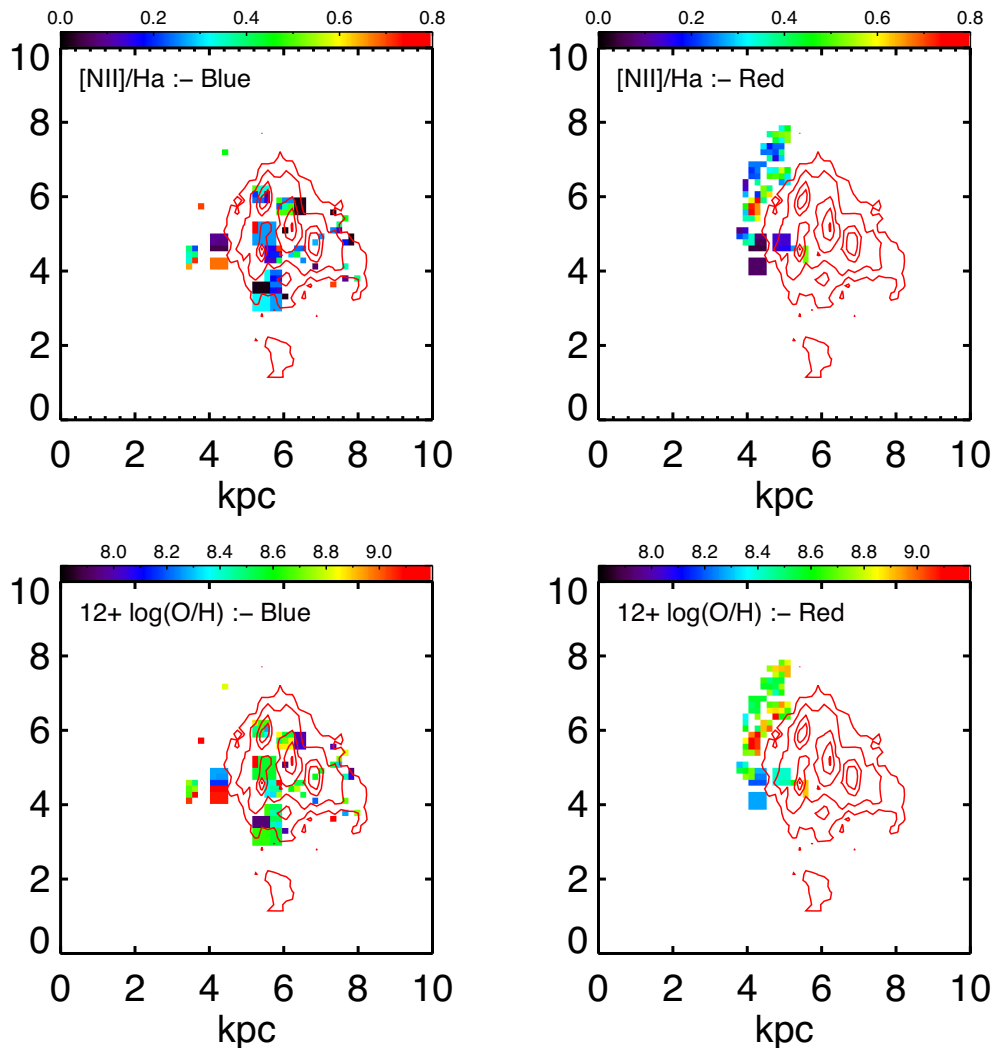 0.0 0.2 0.4 0.6 0.8
0.0 0.2 0.4 0.6 0.8
[NII]/Ha :− Blue
[NII]/Ha :− Red
10
8
6
4
2
0
10
8
6
4
2
0
0 2 4 6 8 10
0 2 4 6 8 10
kpc
kpc
8.0 8.2 8.4 8.6 8.8 9.0
8.0 8.2 8.4 8.6 8.8 9.0
12+ log(O/H) :− Blue
12+ log(O/H) :− Red
10
8
6
4
2
0
10
8
6
4
2
0
0 2 4 6 8 10
0 2 4 6 8 10
kpc
kpc